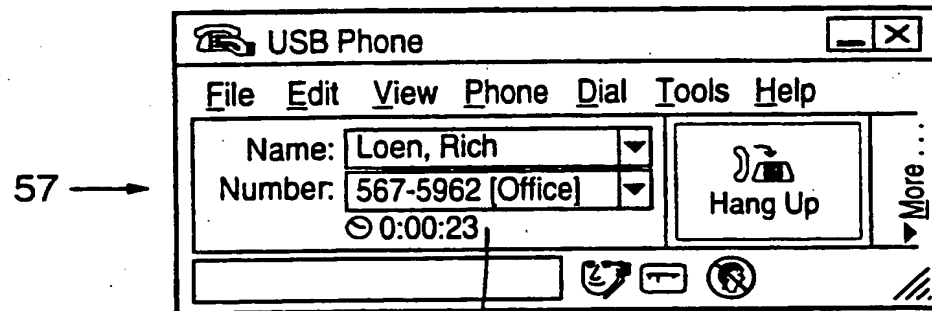 USB Phone
File Edit View Phone Dial Tools Help
Name: Loen, Rich
Number: 567-5962 [Office]
0:00:23
Hang Up
More...
57